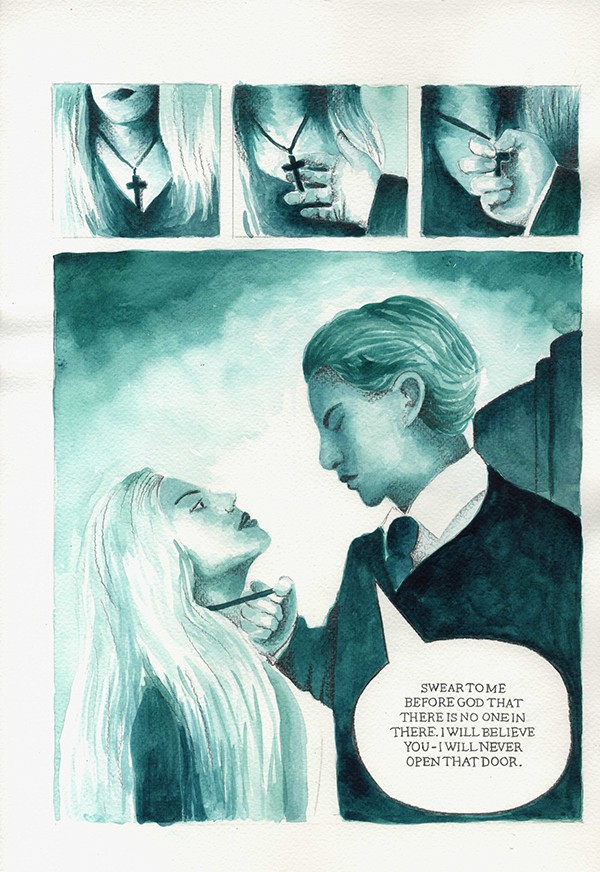 SWEAR TO ME
BEFORE GOD THAT
THERE IS NO ONE IN
THERE. I WILL BELIEVE
YOU - I WILL NEVER
OPEN THAT DOOR.